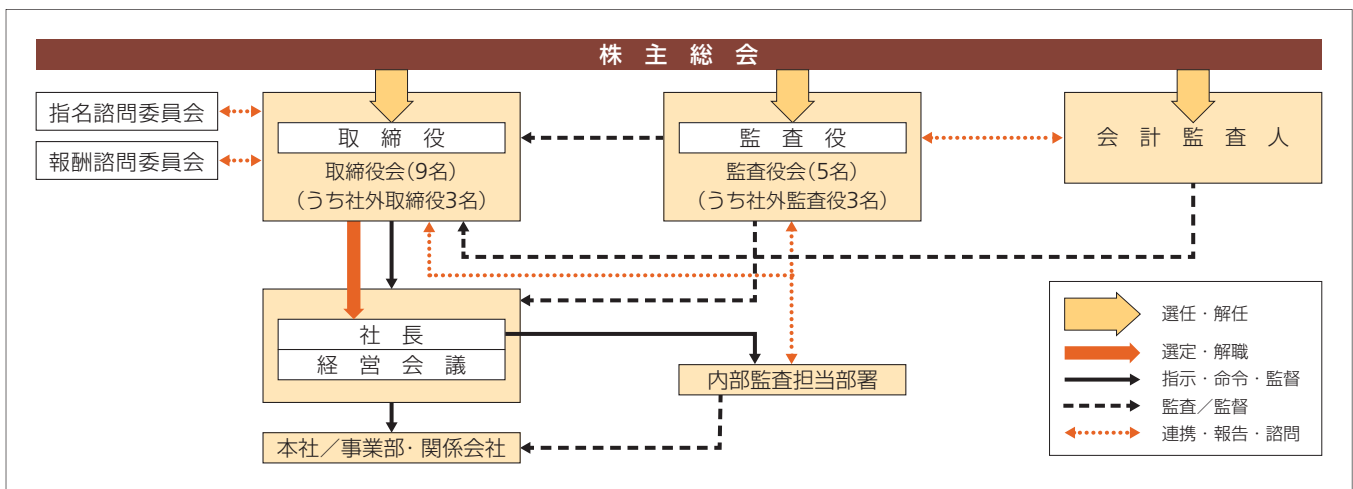 株主総会
指名諮問委員会
報酬諮問委員会
取締役
取締役会(9名)
(うち社外取締役3名)
監査役
監査役会(5名)
(うち社外監査役3名)
会計監査人
社長
経営会議
内部監査担当部署
本社／事業部・関係会社
選任・解任
選定・解職
指示・命令・監督
監査／監督
連携・報告・諮問